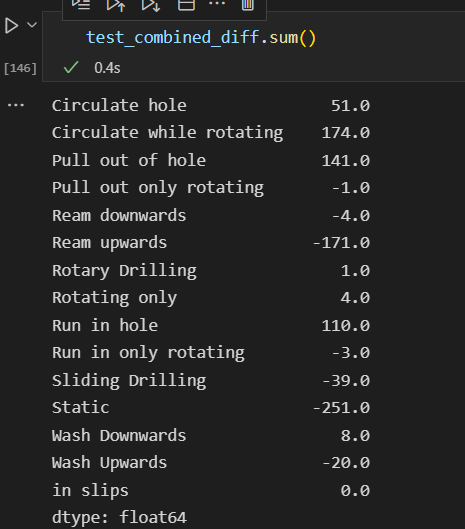 test_combined_diff.sum()
[146]
0.4s
Circulate hole 51.0
Circulate while rotating 174.0
Pull out of hole 141.0
Pull out only rotating -1.0
Ream downwards -4.0
Ream upwards -171.0
Rotary Drilling 1.0
Rotating only 4.0
Run in hole 110.0
Run in only rotating -3.0
Sliding Drilling -39.0
Static -251.0
Wash Downwards 8.0
Wash Upwards -20.0
in slips 0.0
dtype: float64